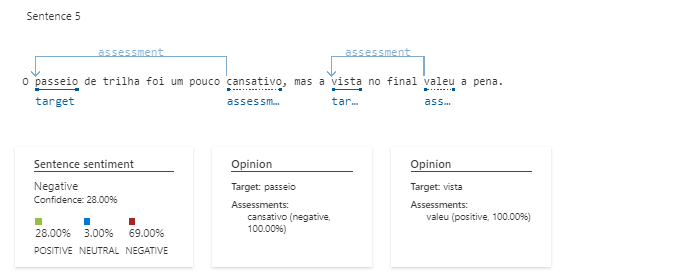 Sentence 5
assessment assessment
O passeio de trilha foi um pouco cansativo, mas a vista no final valeu a pena.
target assessm… tar… ass…
Sentence sentiment
Negative
Confidence: 28.00%
28.00% 3.00% 69.00%
POSITIVE NEUTRAL NEGATIVE
Opinion
Target: passeio
Assessments:
cansativo (negative,
100.00%)
Opinion
Target: vista
Assessments:
valeu (positive, 100.00%)